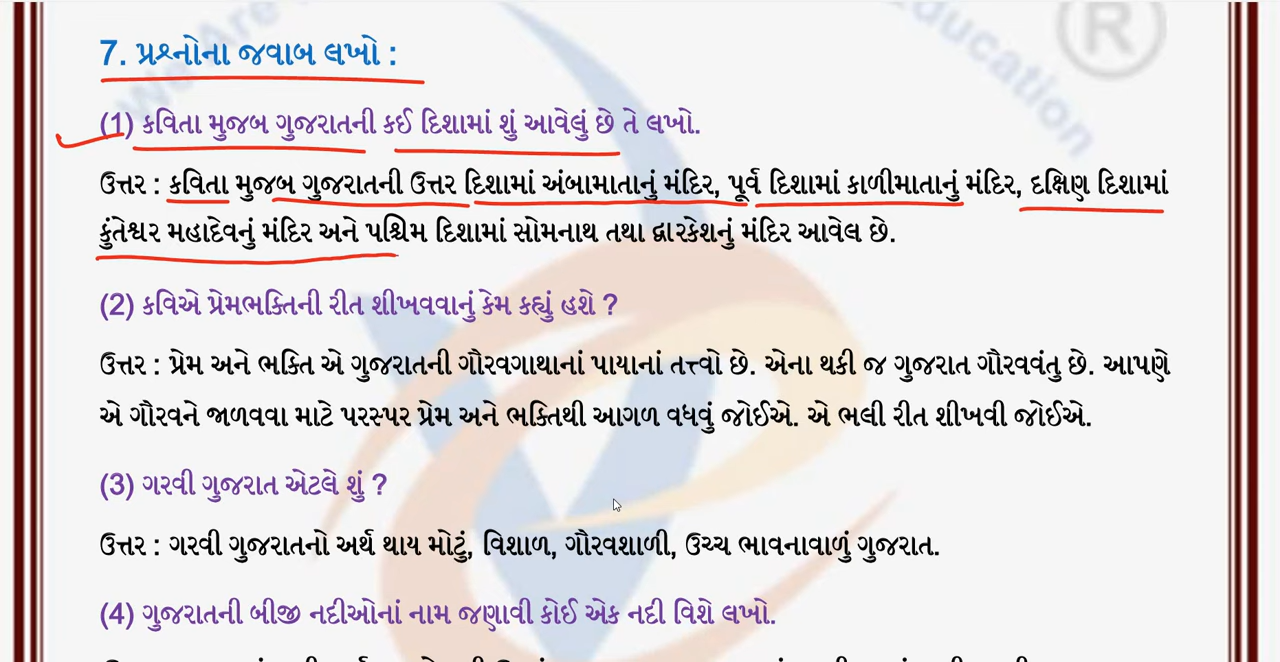 We Are
Education
R
7. પ્રશ્નોના જવાબ લખો :
(1) કવિતા મુજબ ગુજરાતની કઈ દિશામાં શું આવેલું છે તે લખો.
ઉત્તર : કવિતા મુજબ ગુજરાતની ઉત્તર દિશામાં અંબામાતાનું મંદિર, પૂર્વ દિશામાં કાળીમાતાનું મંદિર, દક્ષિણ દિશામાં
કુંતેશ્વર મહાદેવનું મંદિર અને પશ્ચિમ દિશામાં સોમનાથ તથા દ્વારકેશનું મંદિર આવેલ છે.
(2) કવિએ પ્રેમભક્તિની રીત શીખવવાનું કેમ કહ્યું હશે ?
ઉત્તર : પ્રેમ અને ભક્તિ એ ગુજરાતની ગૌરવગાથાનાં પાયાનાં તત્ત્વો છે. એના થકી જ ગુજરાત ગૌરવવંતુ છે. આપણે
એ ગૌરવને જાળવવા માટે પરસ્પર પ્રેમ અને ભક્તિથી આગળ વધવું જોઈએ. એ ભલી રીત શીખવી જોઈએ.
(3) ગરવી ગુજરાત એટલે શું ?
ઉત્તર : ગરવી ગુજરાતનો અર્થ થાય મોટું, વિશાળ, ગૌરવશાળી, ઉચ્ચ ભાવનાવાળું ગુજરાત.
(4) ગુજરાતની બીજી નદીઓનાં નામ જણાવી કોઈ એક નદી વિશે લખો.